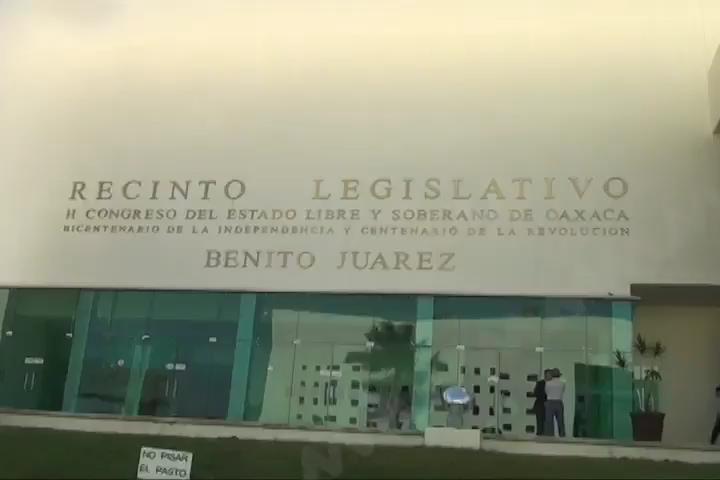 RECINTO LEGISLATIVO
H CONGRESO DEL ESTADO LIBRE Y SOBERANO DE OAXACA
BICENTENARIO DE LA INDEPENDENCIA Y CENTENARIO DE LA REVOLUCION
BENITO JUAREZ
NO PISAR
EL PASTO